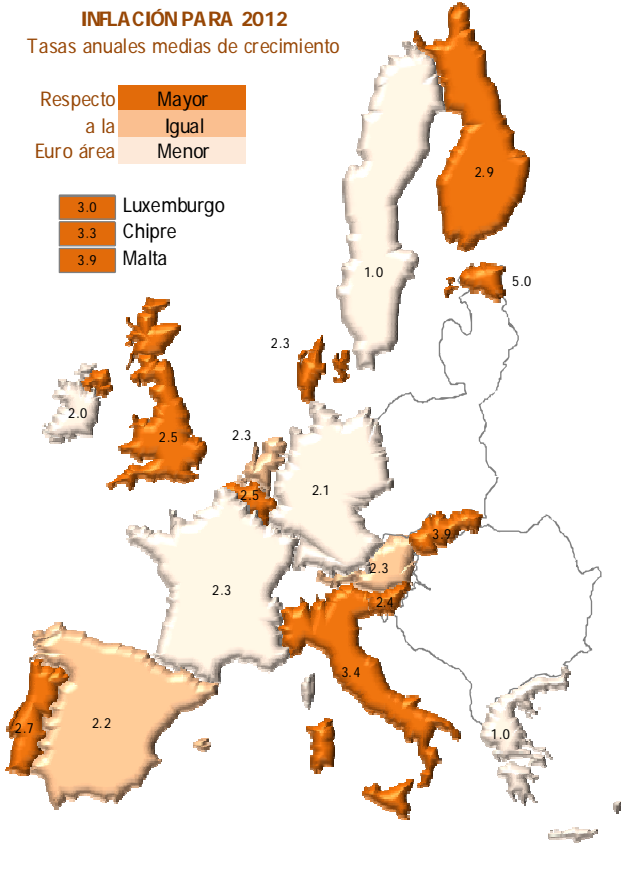 INFLACIÓN PARA 2012
Tasas anuales medias de crecimiento
Respecto Mayor
a la Igual
Euro área Menor
3.0 Luxemburgo
3.3 Chipre
3.9 Malta
2.9
1.0
5.0
2.3
2.0
2.5
2.3
2.5
2.1
3.9
2.3
2.3
2.4
3.4
2.7
2.2
1.0